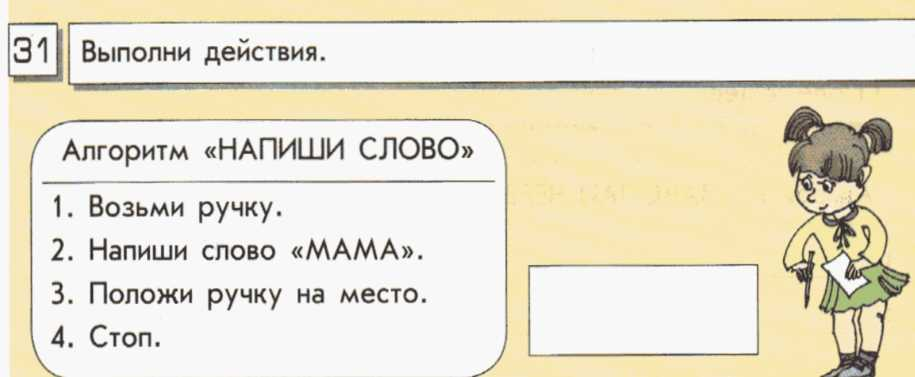 31
Выполни действия.
Алгоритм «НАПИШИ СЛОВО»
1. Возьми ручку.
2. Напиши слово «МАМА».
3. Положи ручку на место.
4. Стоп.